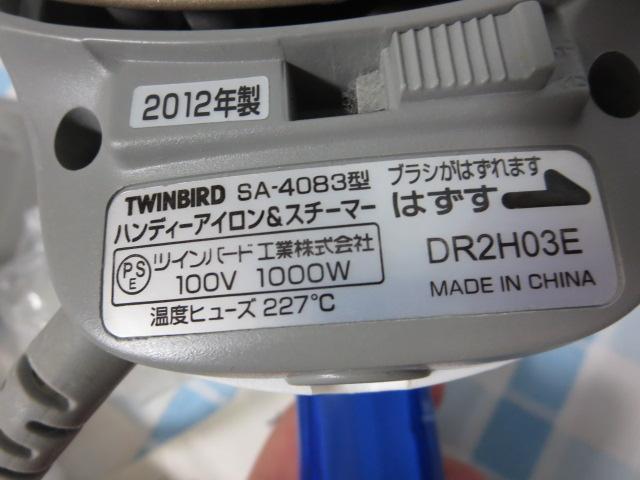 2012年製
TWINBIRD SA-4083型
ハンディーアイロン&スチーマー
PSE ツインバード工業株式会社
100V 1000W
温度ヒューズ 227℃
ブラシがはずれます
はずす
DR2H03E
MADE IN CHINA